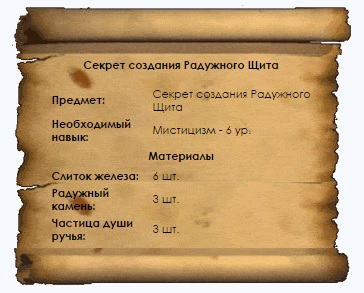 Секрет создания Радужного Щита
Предмет: Секрет создания Радужного
Щита
Необходимый
навык: Мистицизм - 6 ур.
Материалы
Слиток железа: 6 шт.
Радужный
камень: 3 шт.
Частица души
ручья: 3 шт.